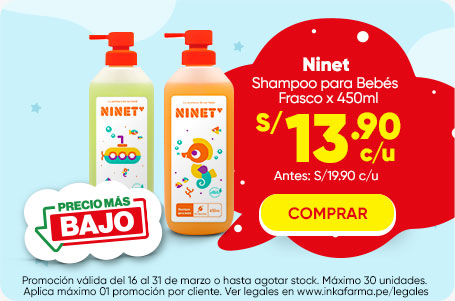 Ninet
Shampoo para Bebés
Frasco x 450ml
S/13.90
c/u
Antes: S/19.90 c/u
COMPRAR
NINET
NINET
PRECIO MÁS
BAJO
Promoción válida del 16 al 31 de marzo o hasta agotar stock. Máximo 30 unidades.
Aplica máximo 01 promoción por cliente. Ver legales en www.inkafarma.pe/legales